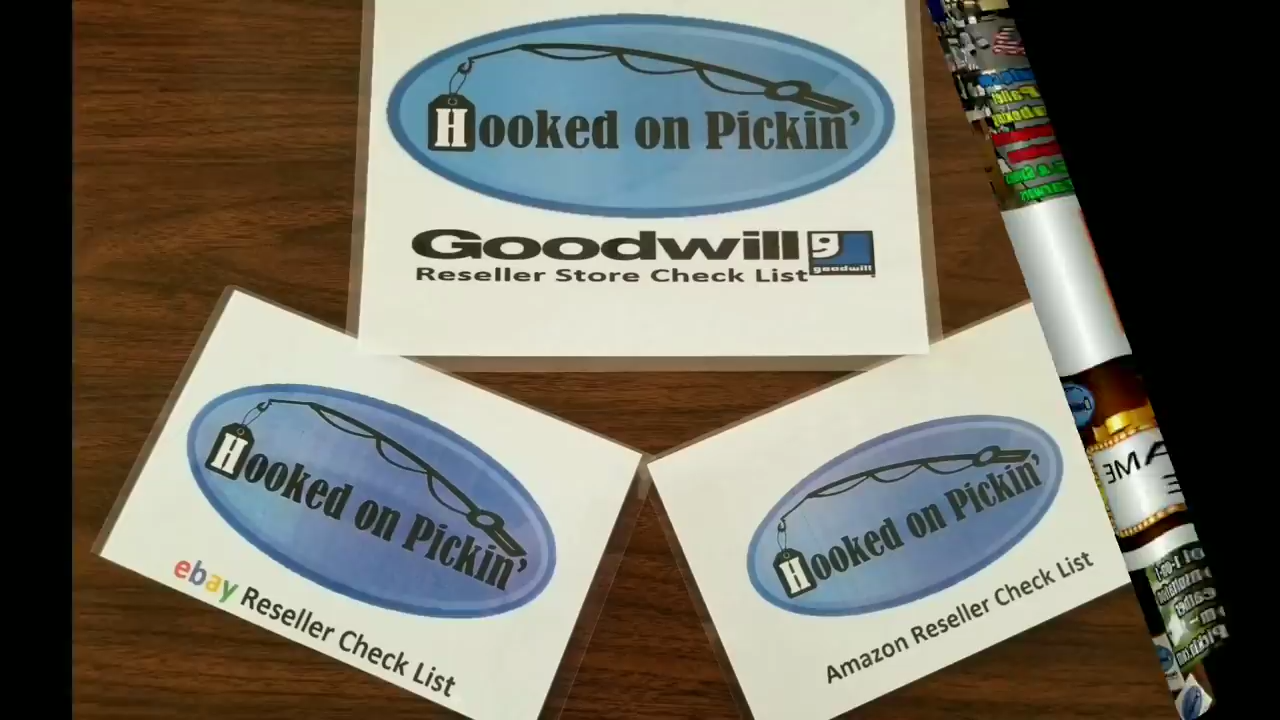 Hooked on Pickin'
Goodwill
goodwill
Reseller Store Check List
Hooked on Pickin'
ebay Reseller Check List
Hooked on Pickin'
Amazon Reseller Check List